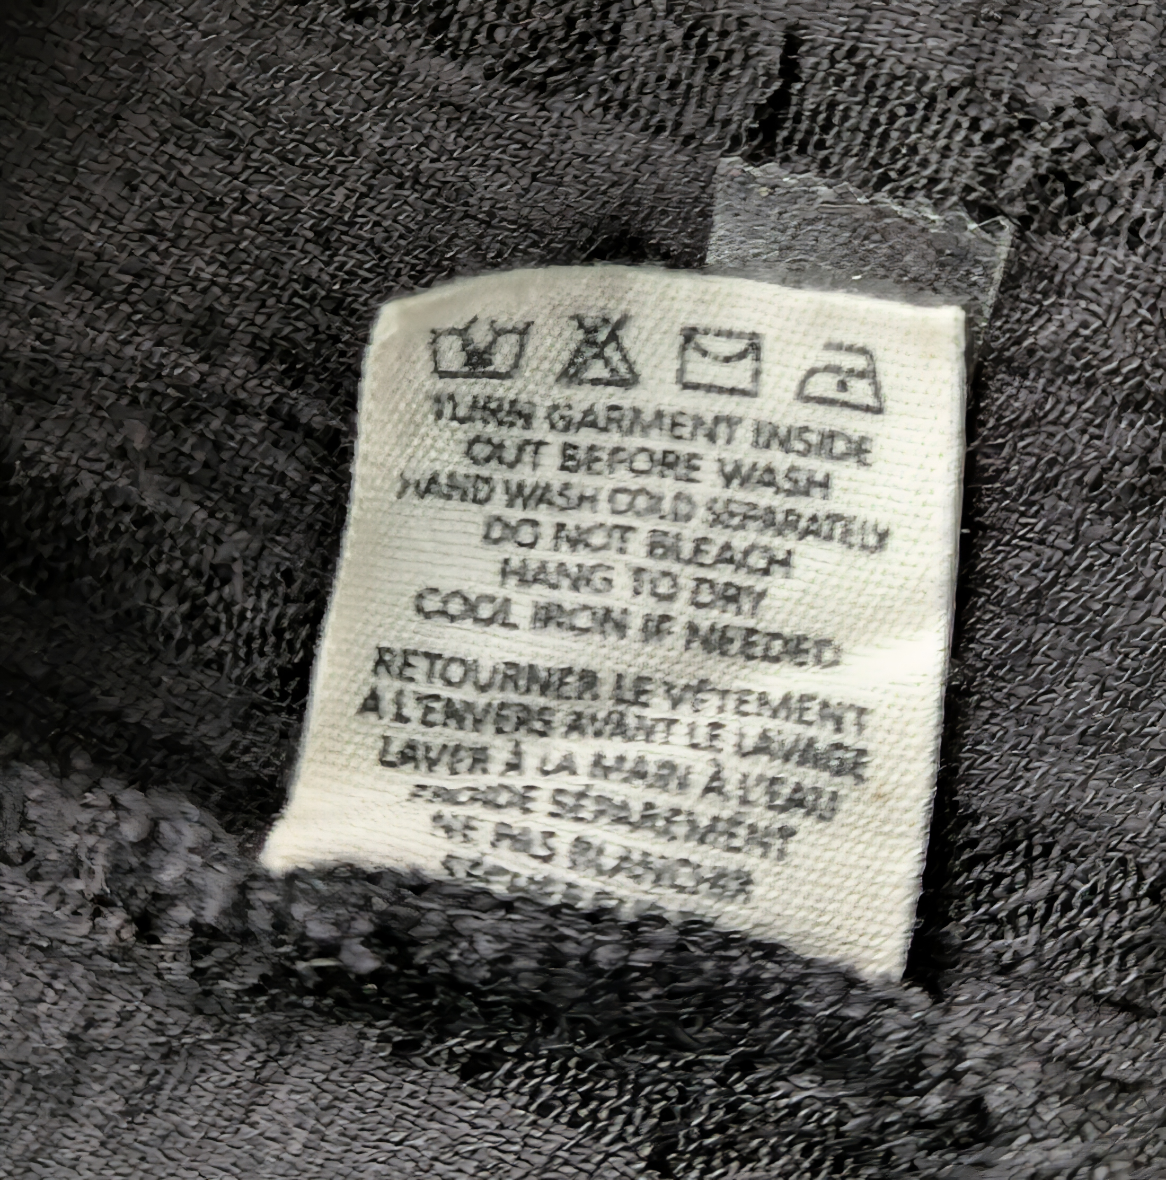 TURN GARMENT INSIDE
OUT BEFORE WASH
HAND WASH COLD SEPARATELY
DO NOT BLEACH
HANG TO DRY
COOL IRON IF NEEDED
RETOURNER LE VÊTEMENT
À L'ENVERS AVANT LE LAVAGE
LAVER À LA MAIN À L'EAU
FROIDE SÉPARÉMENT
NE PAS BLANCHIR